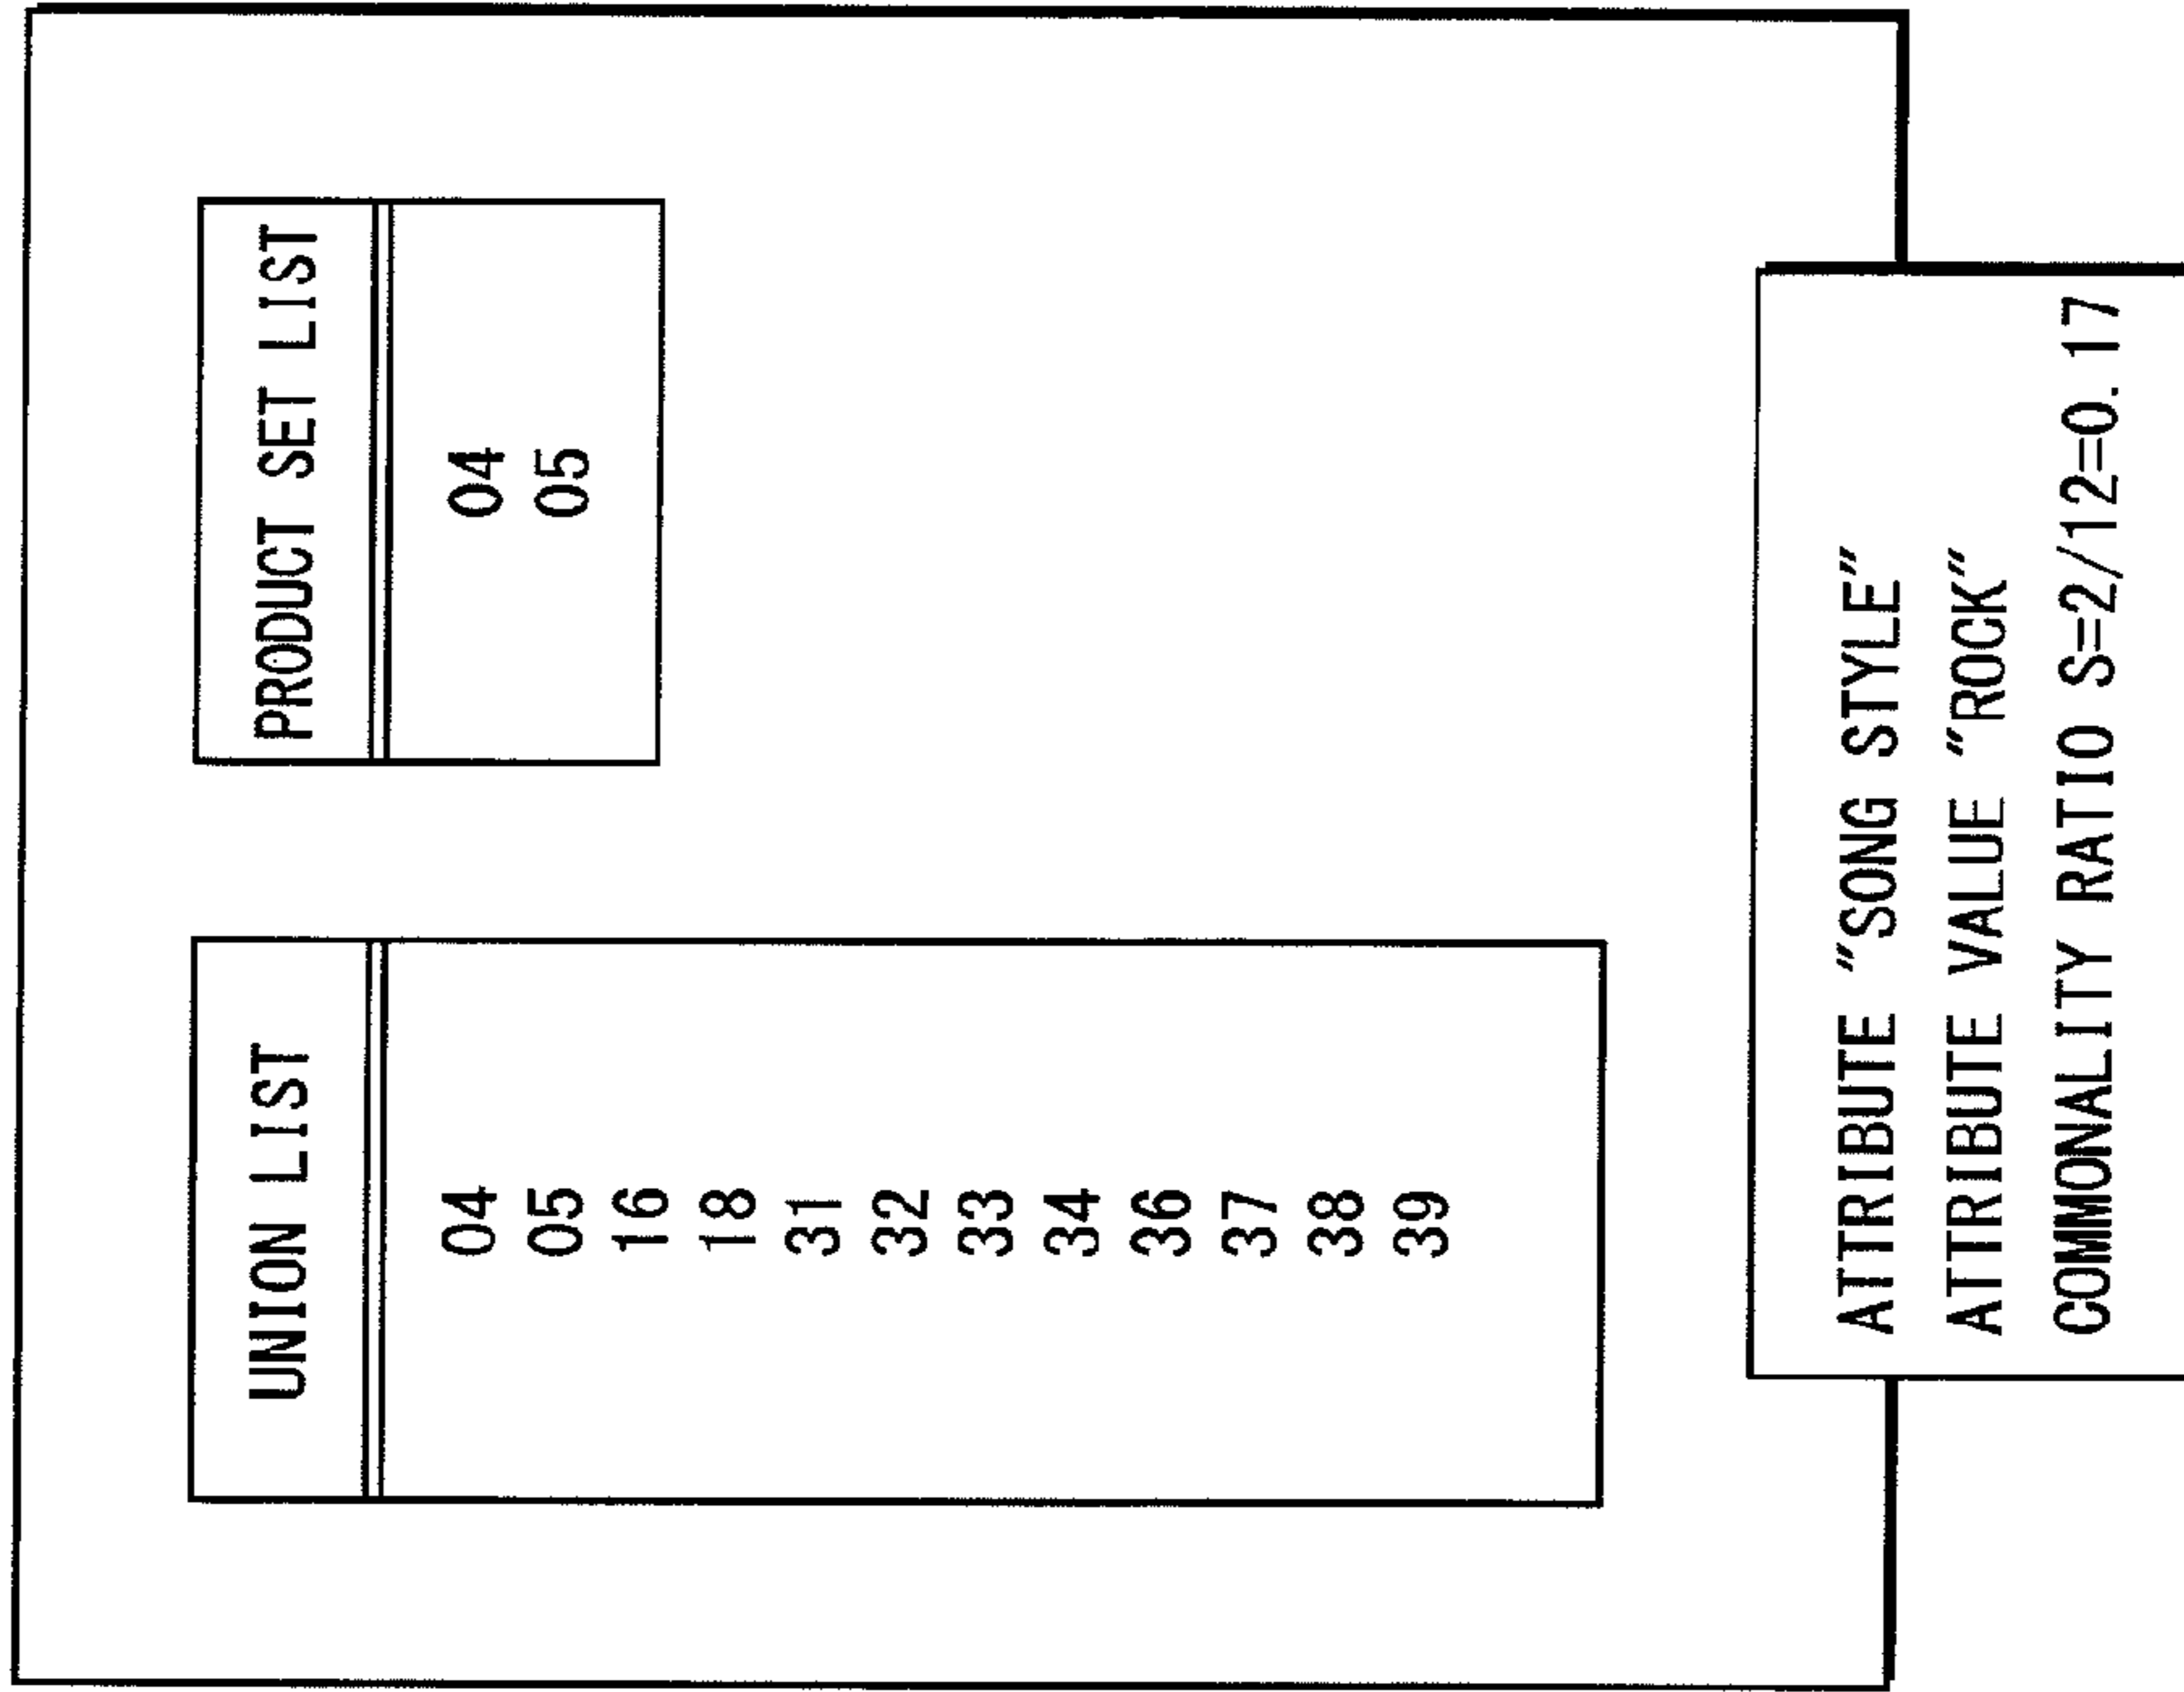 UNION LIST
04
05
16
18
31
32
33
34
36
37
38
39
PRODUCT SET LIST
04
05
ATTRIBUTE "SONG STYLE"
ATTRIBUTE VALUE "ROCK"
COMMONALITY RATIO S=2/12=0.17